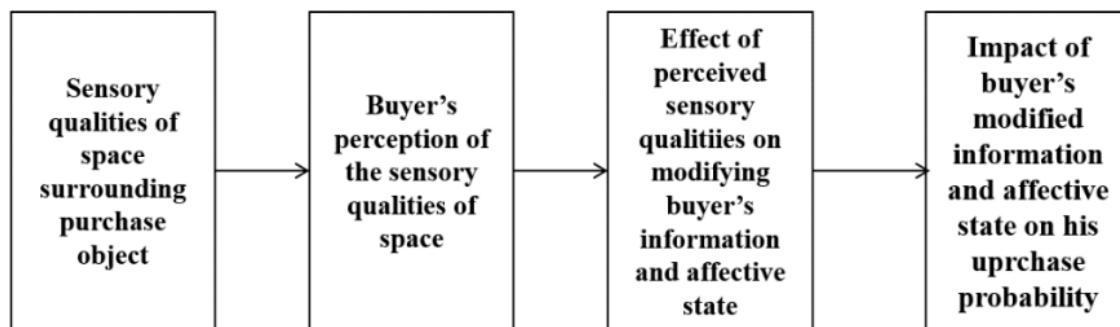 Sensory
qualities of
space
surrounding
purchase
object
Buyer’s
perception of
the sensory
qualities of
space
Effect of
perceived
sensory
qualitiies on
modifying
buyer’s
information
and affective
state
Impact of
buyer’s
modified
information
and affective
state on his
uprchase
probability